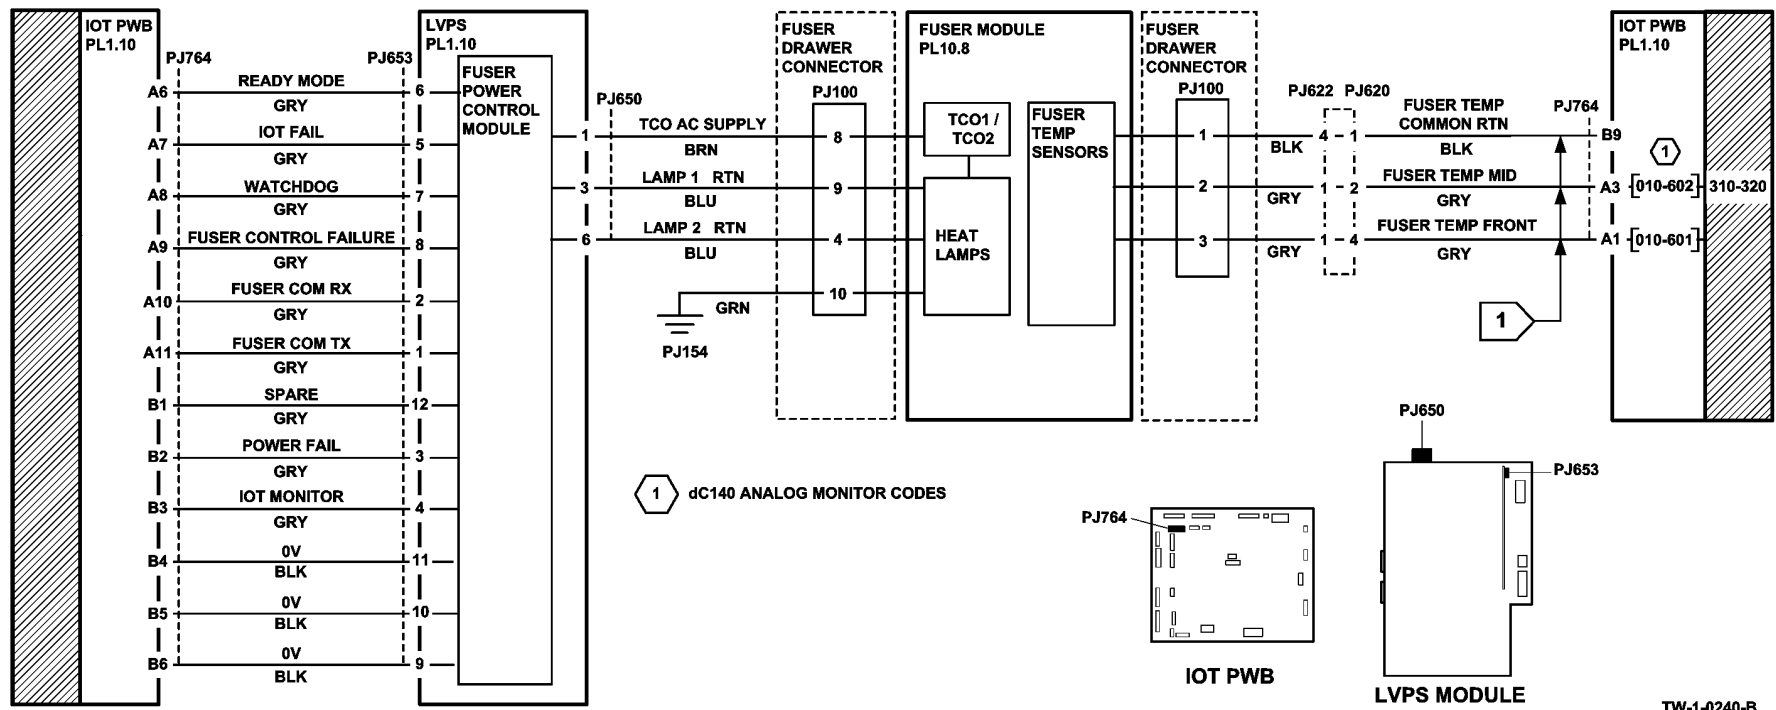 IOT PWB
PL1.10
PJ764
PJ653
LVPS
PL1.10
FUSER
POWER
CONTROL
MODULE
A6 READY MODE 6
GRY
A7 IOT FAIL 5
GRY
A8 WATCHDOG 7
GRY
A9 FUSER CONTROL FAILURE 8
GRY
A10 FUSER COM RX 2
GRY
A11 FUSER COM TX 1
GRY
B1 SPARE 12
GRY
B2 POWER FAIL 3
GRY
B3 IOT MONITOR 4
GRY
B4 0V 11
BLK
B5 0V 10
BLK
B6 0V 9
BLK
PJ650
1 TCO AC SUPPLY 8
BRN
3 LAMP 1 RTN 9
BLU
6 LAMP 2 RTN 4
BLU
GRN 10
PJ154
FUSER
DRAWER
CONNECTOR
PJ100
FUSER MODULE
PL10.8
TCO1 /
TCO2
HEAT
LAMPS
FUSER
TEMP
SENSORS
FUSER
DRAWER
CONNECTOR
PJ100
PJ622 PJ620
PJ764
1 4 1 FUSER TEMP
COMMON RTN B9
BLK BLK
2 1 2 FUSER TEMP MID A3 [010-602] 310-320
GRY GRY
3 1 4 FUSER TEMP FRONT A1 [010-601]
GRY GRY
IOT PWB
PL1.10
1
1
1 dC140 ANALOG MONITOR CODES
PJ764
IOT PWB
PJ650
PJ653
LVPS MODULE
TW-1-0240-B